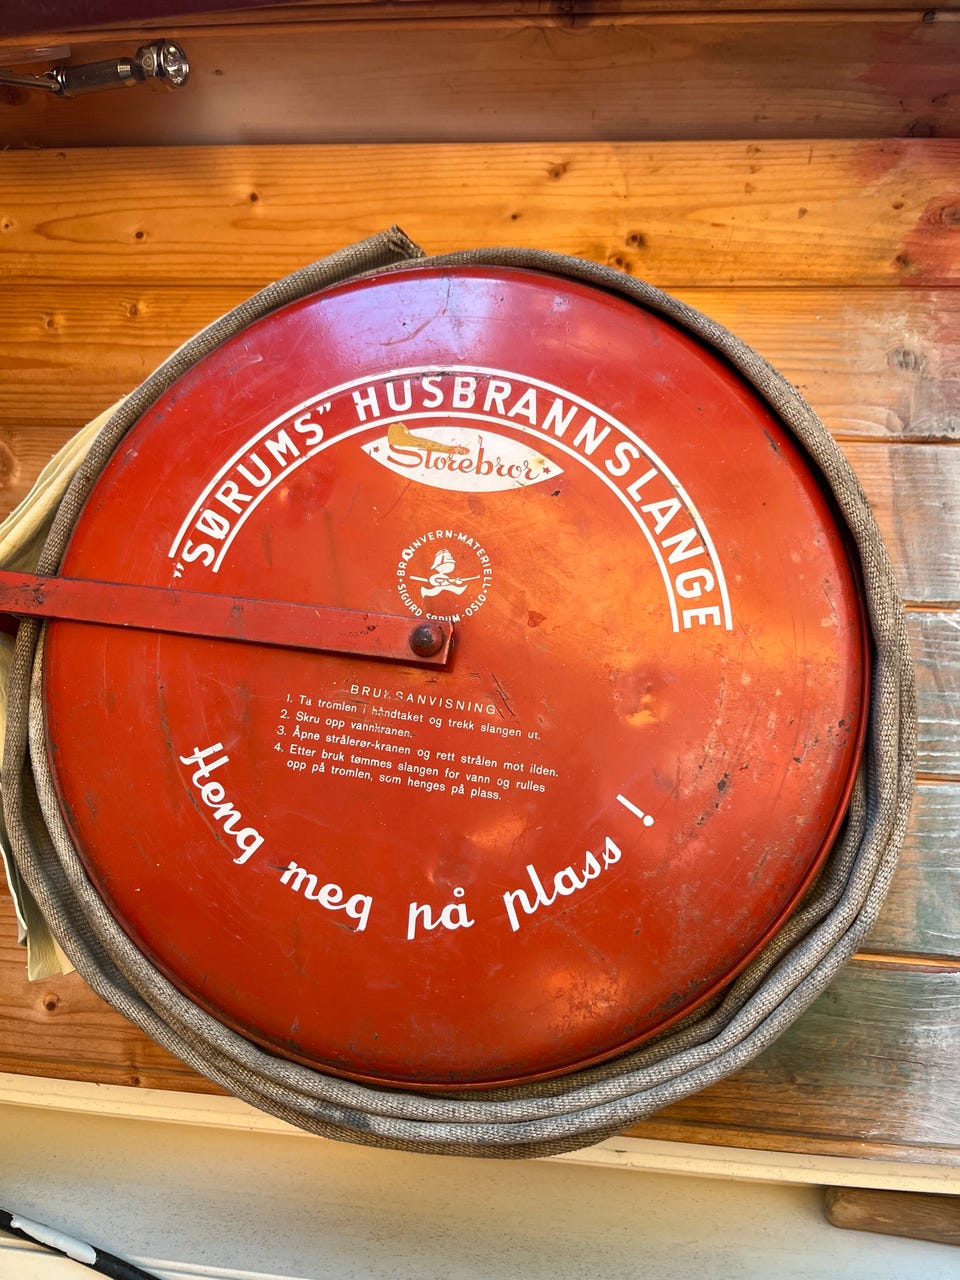 "SØRUMS" HUSBRANNSLANGE
Storebror
BRANNVERN-MATERIELL
SIGURD SØRUM-OSLO
BRUKSANVISNING
1. Ta tromlen i håndtaket og trekk slangen ut.
2. Skru opp vannkranen.
3. Åpne strålerør-kranen og rett strålen mot ilden.
4. Etter bruk tømmes slangen for vann og rulles
opp på tromlen, som henges på plass.
Heng meg på plass!